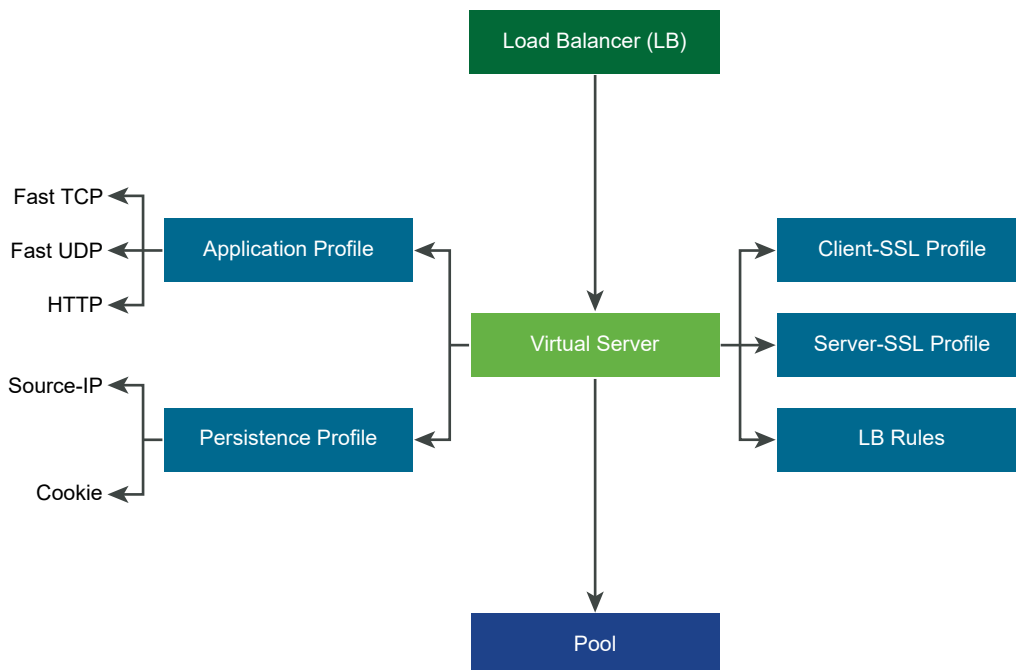 Load Balancer (LB)
Fast TCP
Fast UDP
HTTP
Application Profile
Client-SSL Profile
Virtual Server
Server-SSL Profile
Source-IP
Cookie
Persistence Profile
LB Rules
Pool